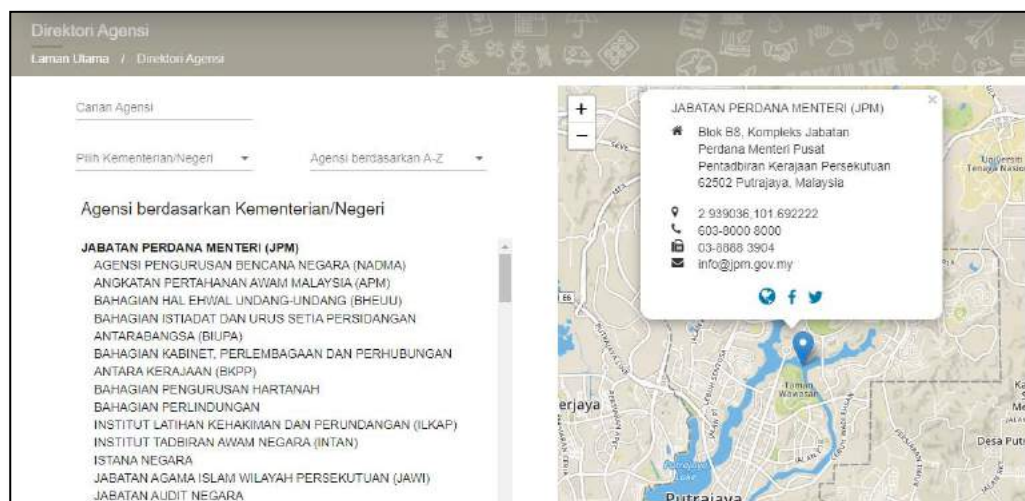 Direktori Agensi
Laman Utama / Direktori Agensi
Carian Agensi
Pilih Kementerian/Negeri
Agensi berdasarkan A-Z
Agensi berdasarkan Kementerian/Negeri
JABATAN PERDANA MENTERI (JPM)
AGENSI PENGURUSAN BENCANA NEGARA (NADMA)
ANGKATAN PERTAHANAN AWAM MALAYSIA (APM)
BAHAGIAN HAL EHWAL UNDANG-UNDANG (BHEUU)
BAHAGIAN ISTIADAT DAN URUS SETIA PERSIDANGAN
ANTARABANGSA (BIUPA)
BAHAGIAN KABINET, PERLEMBAGAAN DAN PERHUBUNGAN
ANTARA KERAJAAN (BKPP)
BAHAGIAN PENGURUSAN HARTANAH
BAHAGIAN PERLINDUNGAN
INSTITUT LATIHAN KEHAKIMAN DAN PERUNDANGAN (ILKAP)
INSTITUT TADBIRAN AWAM NEGARA (INTAN)
ISTANA NEGARA
JABATAN AGAMA ISLAM WILAYAH PERSEKUTUAN (JAWI)
JABATAN AUDIT NEGARA
+
−
JABATAN PERDANA MENTERI (JPM)
×
Blok B8, Kompleks Jabatan
Perdana Menteri Pusat
Pentadbiran Kerajaan Persekutuan
62502 Putrajaya, Malaysia
2.939036,101.692222
603-8000 8000
03-8888 3904
info@jpm.gov.my
Tenaga Nasio
E6
Taman
Wawasan
erjaya
Desa Put
Putrajaya
Lake
Putrajaya